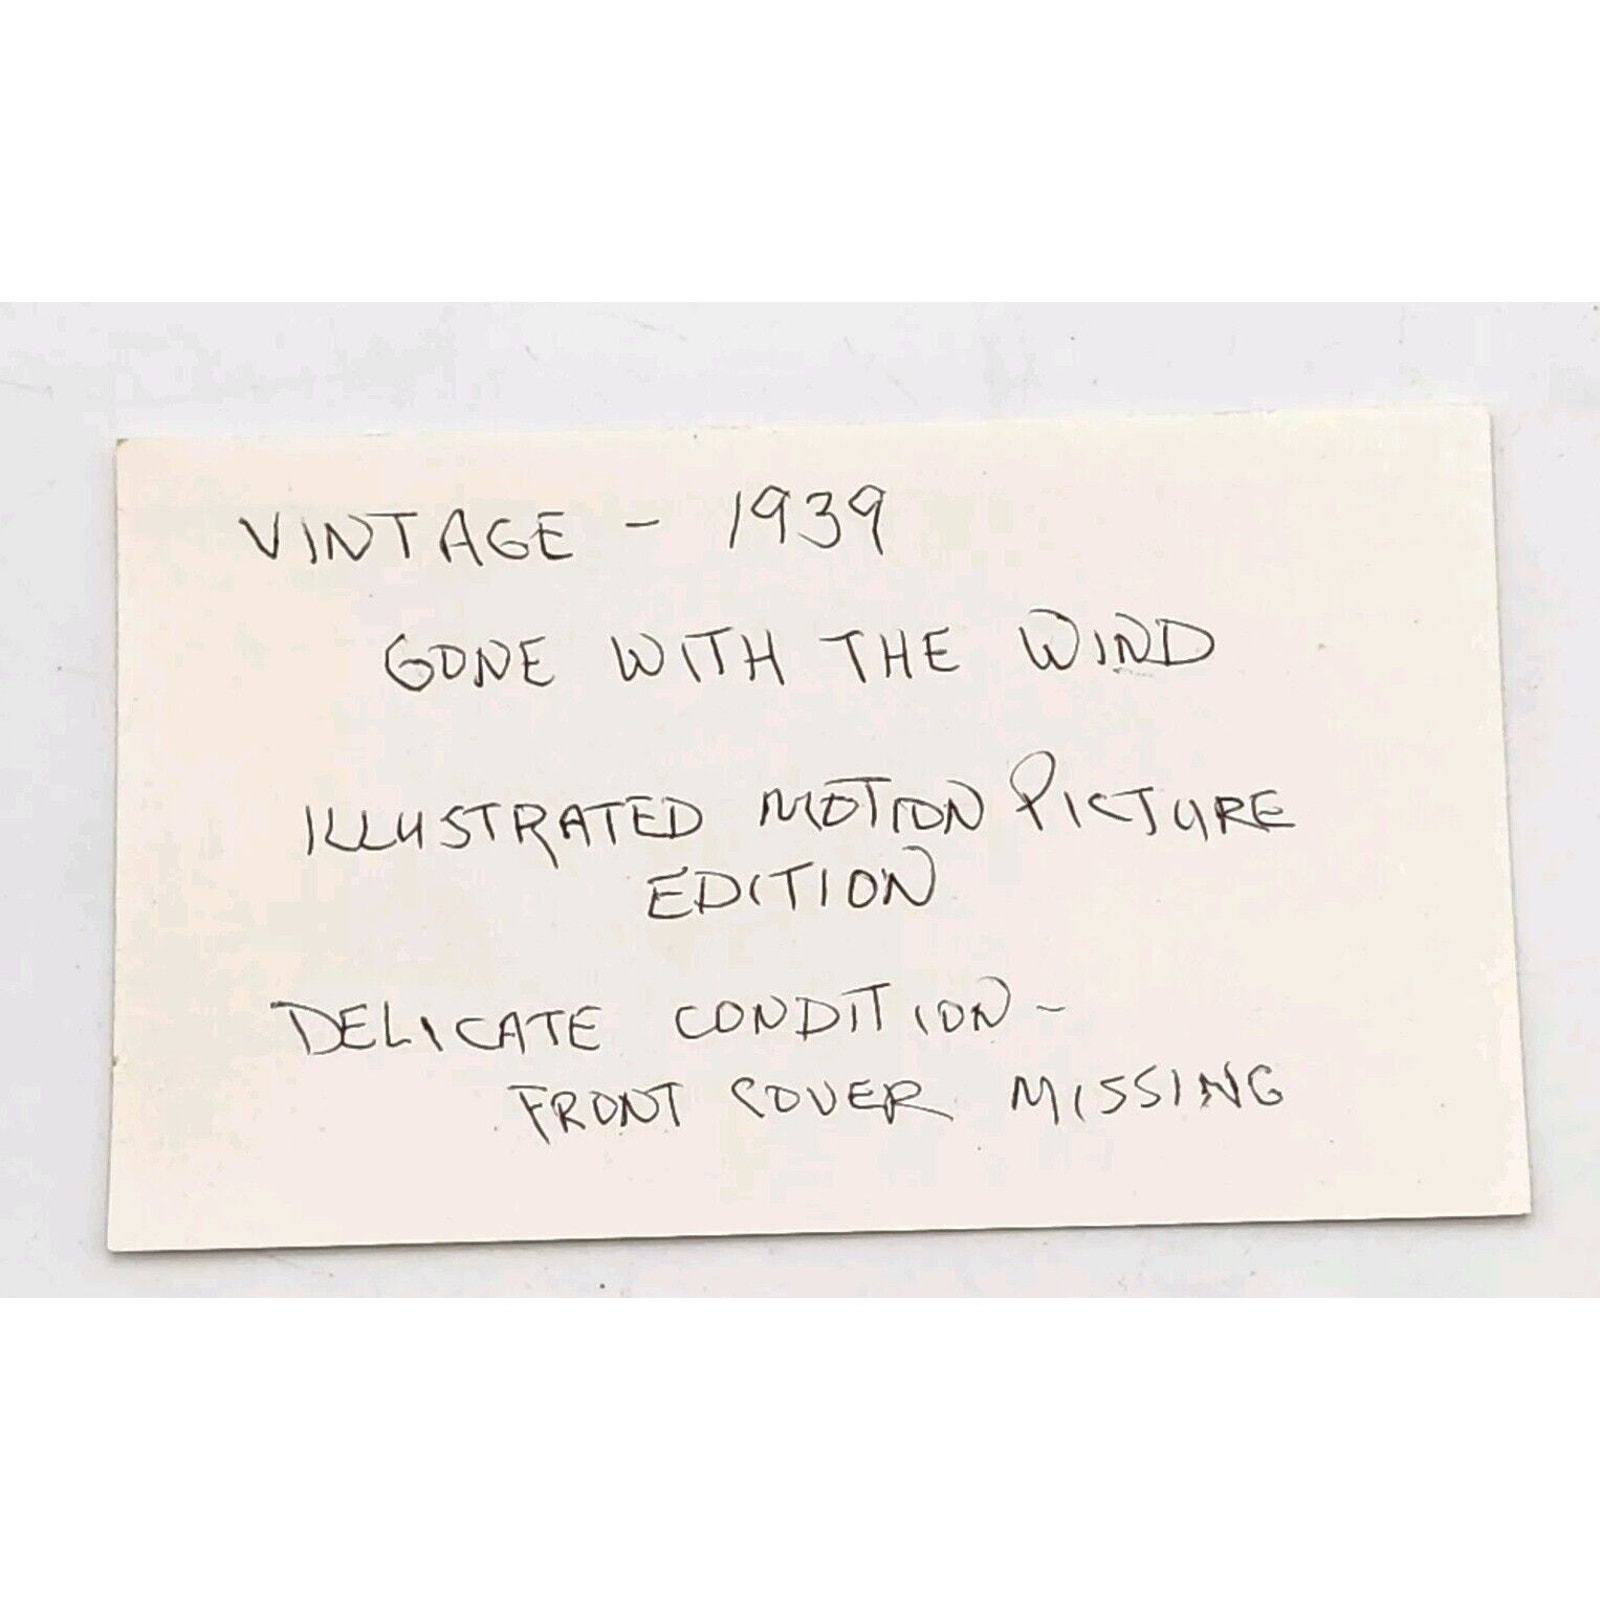 VINTAGE - 1939
GONE WITH THE WIND
ILLUSTRATED MOTION PICTURE
EDITION
DELICATE CONDITION -
FRONT COVER MISSING